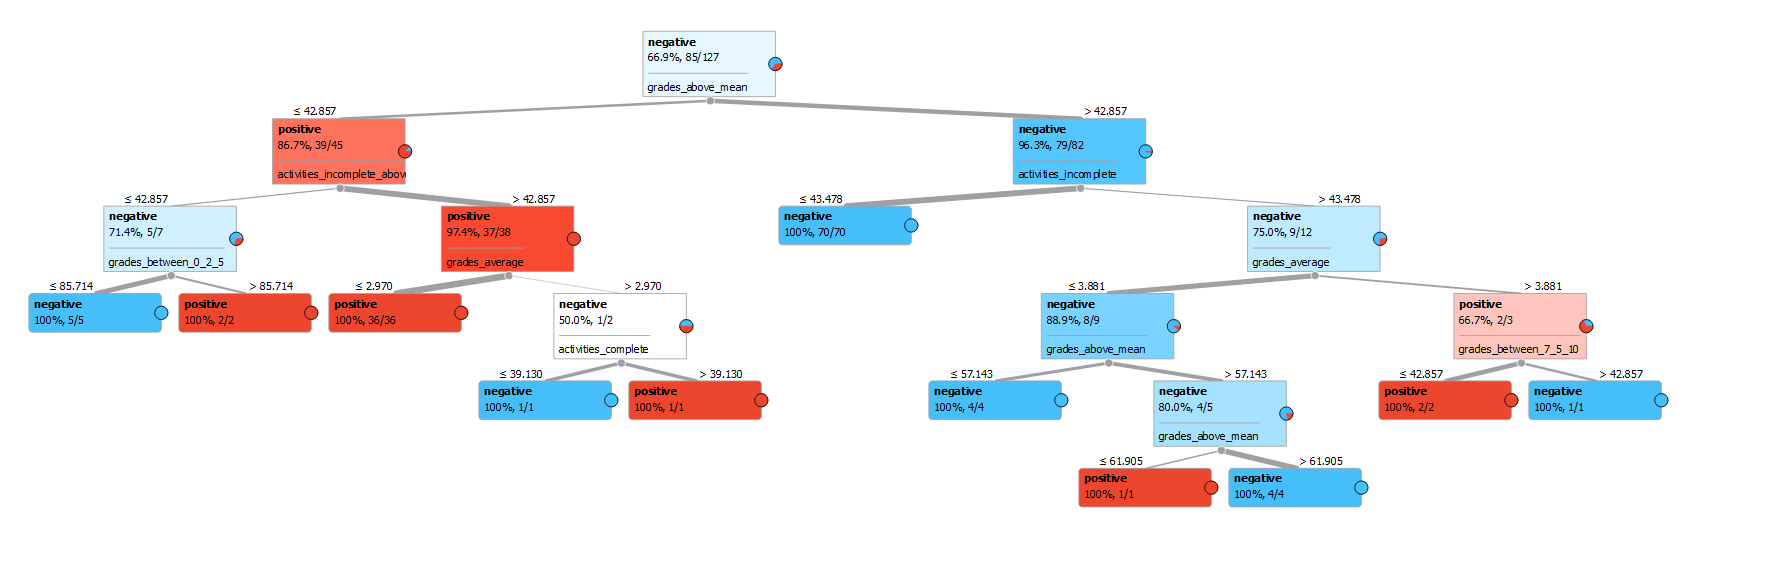 negative
66.9%, 85/127
grades_above_mean
≤ 42.857
> 42.857
positive
86.7%, 39/45
activities_incomplete_abov
negative
96.3%, 79/82
activities_incomplete
≤ 42.857
> 42.857
≤ 43.478
> 43.478
negative
71.4%, 5/7
grades_between_0_2_5
positive
97.4%, 37/38
grades_average
negative
100%, 70/70
negative
75.0%, 9/12
grades_average
≤ 85.714
> 85.714
≤ 2.970
> 2.970
≤ 3.881
> 3.881
negative
100%, 5/5
positive
100%, 2/2
positive
100%, 36/36
negative
50.0%, 1/2
activities_complete
negative
88.9%, 8/9
grades_above_mean
positive
66.7%, 2/3
grades_between_7_5_10
≤ 39.130
> 39.130
≤ 57.143
> 57.143
≤ 42.857
> 42.857
negative
100%, 1/1
positive
100%, 1/1
negative
100%, 4/4
negative
80.0%, 4/5
grades_above_mean
positive
100%, 2/2
negative
100%, 1/1
≤ 61.905
> 61.905
positive
100%, 1/1
negative
100%, 4/4